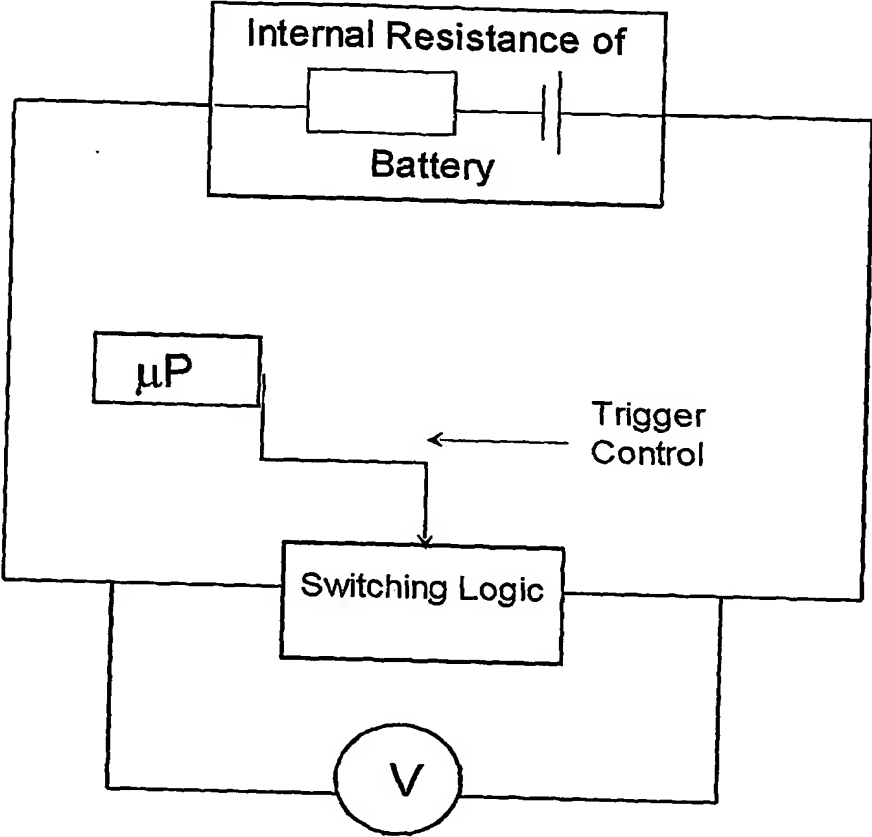 Internal Resistance of
Battery
μP
Trigger
Control
Switching Logic
V